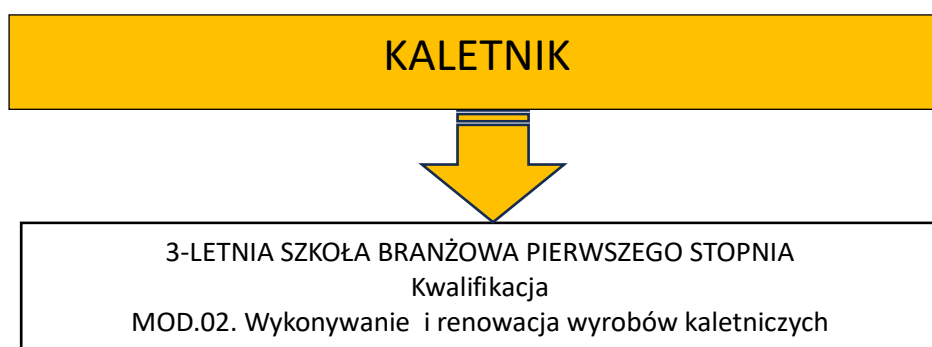 KALETNIK
3-LETNIA SZKOŁA BRANŻOWA PIERWSZEGO STOPNIA
Kwalifikacja
MOD.02. Wykonywanie i renowacja wyrobów kaletniczych